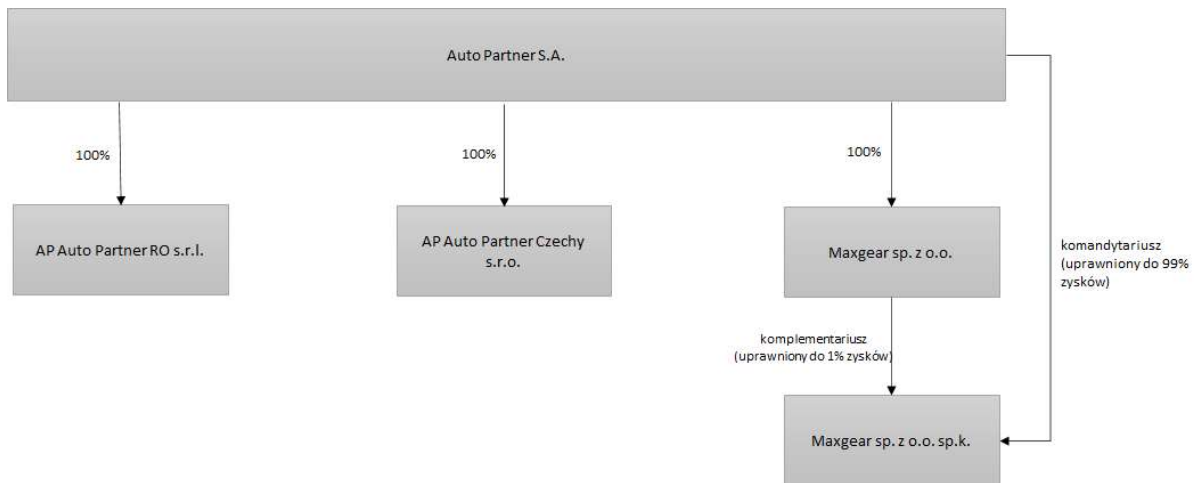 Auto Partner S.A.
100%
100%
100%
AP Auto Partner RO s.r.l.
AP Auto Partner Czechy
s.r.o.
Maxgear sp. z o.o.
komandytariusz
(uprawniony do 99%
zysków)
komplementariusz
(uprawniony do 1% zysków)
Maxgear sp. z o.o. sp.k.